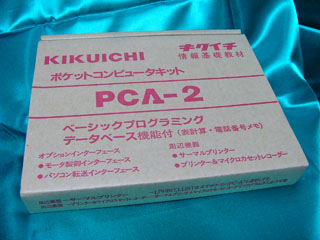 KIKUICHI
キクイチ
情報基礎教材
ポケットコンピュータキット
PCA-2
ベーシックプログラミング
データベース機能付(表計算・電話番号メモ)
オプションインターフェース
●モータ制御インターフェース
●パソコン転送インターフェース
周辺機器
●サーマルプリンター
●プリンター&マイクロカセットレコーダー